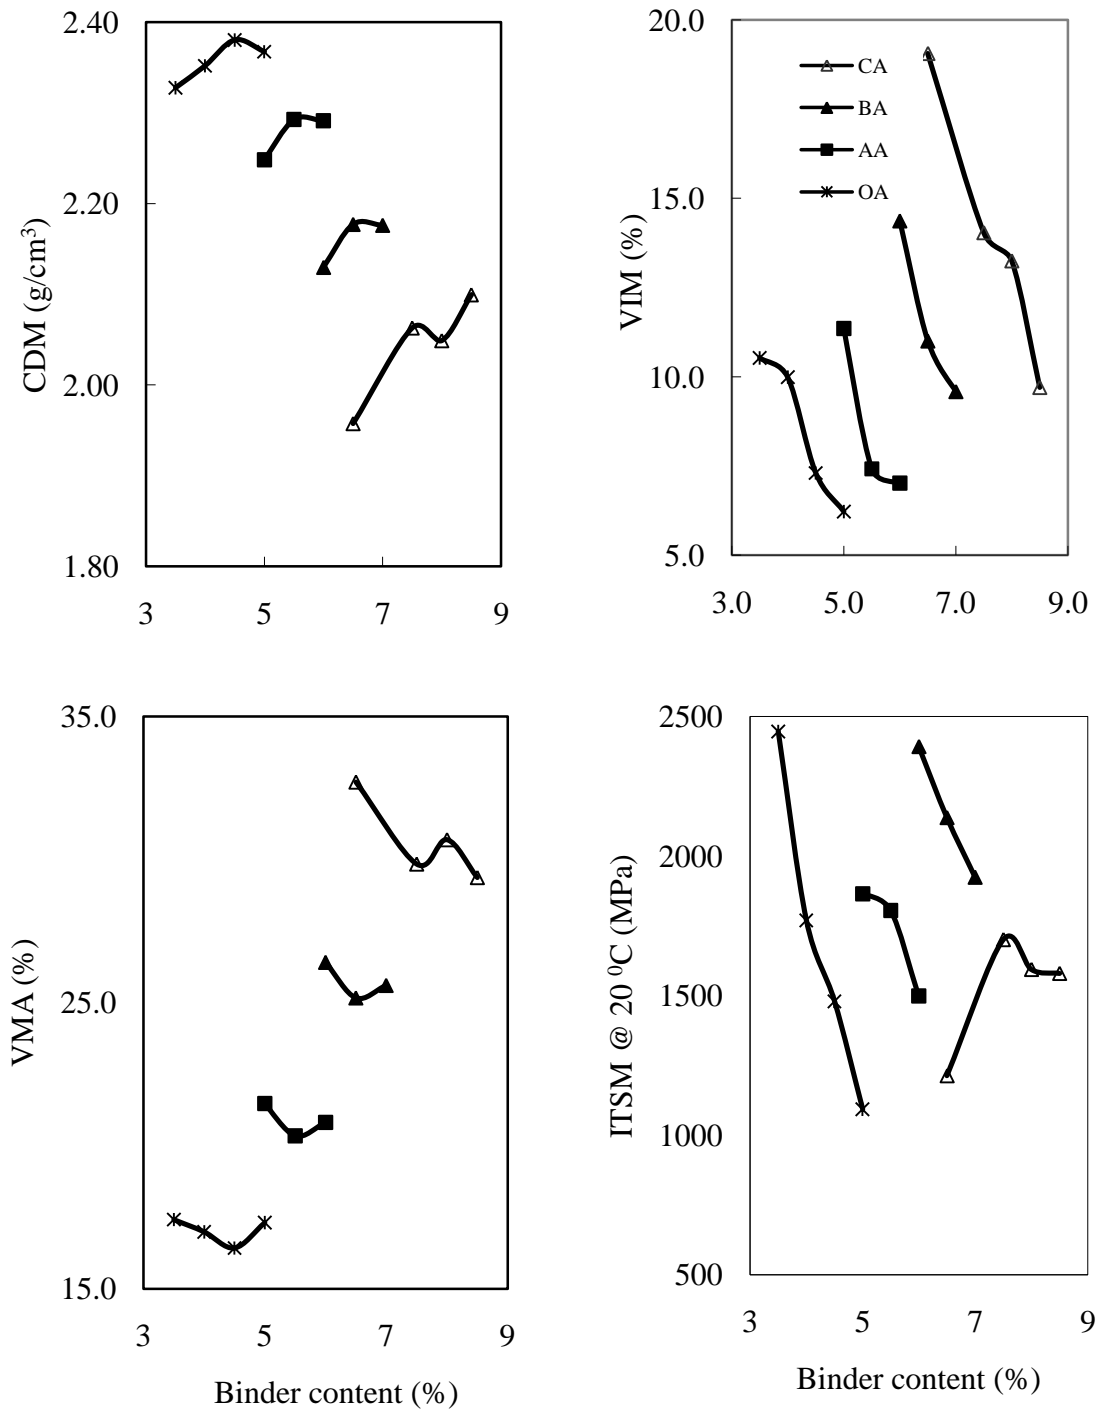 2.40
2.20
2.00
1.80
CDM (g/cm³)
3 5 7 9
20.0
15.0
10.0
5.0
VIM (%)
CA
BA
AA
OA
3.0 5.0 7.0 9.0
35.0
25.0
15.0
VMA (%)
3 5 7 9
Binder content (%)
2500
2000
1500
1000
500
ITSM @ 20 ⁰C (MPa)
3 5 7 9
Binder content (%)